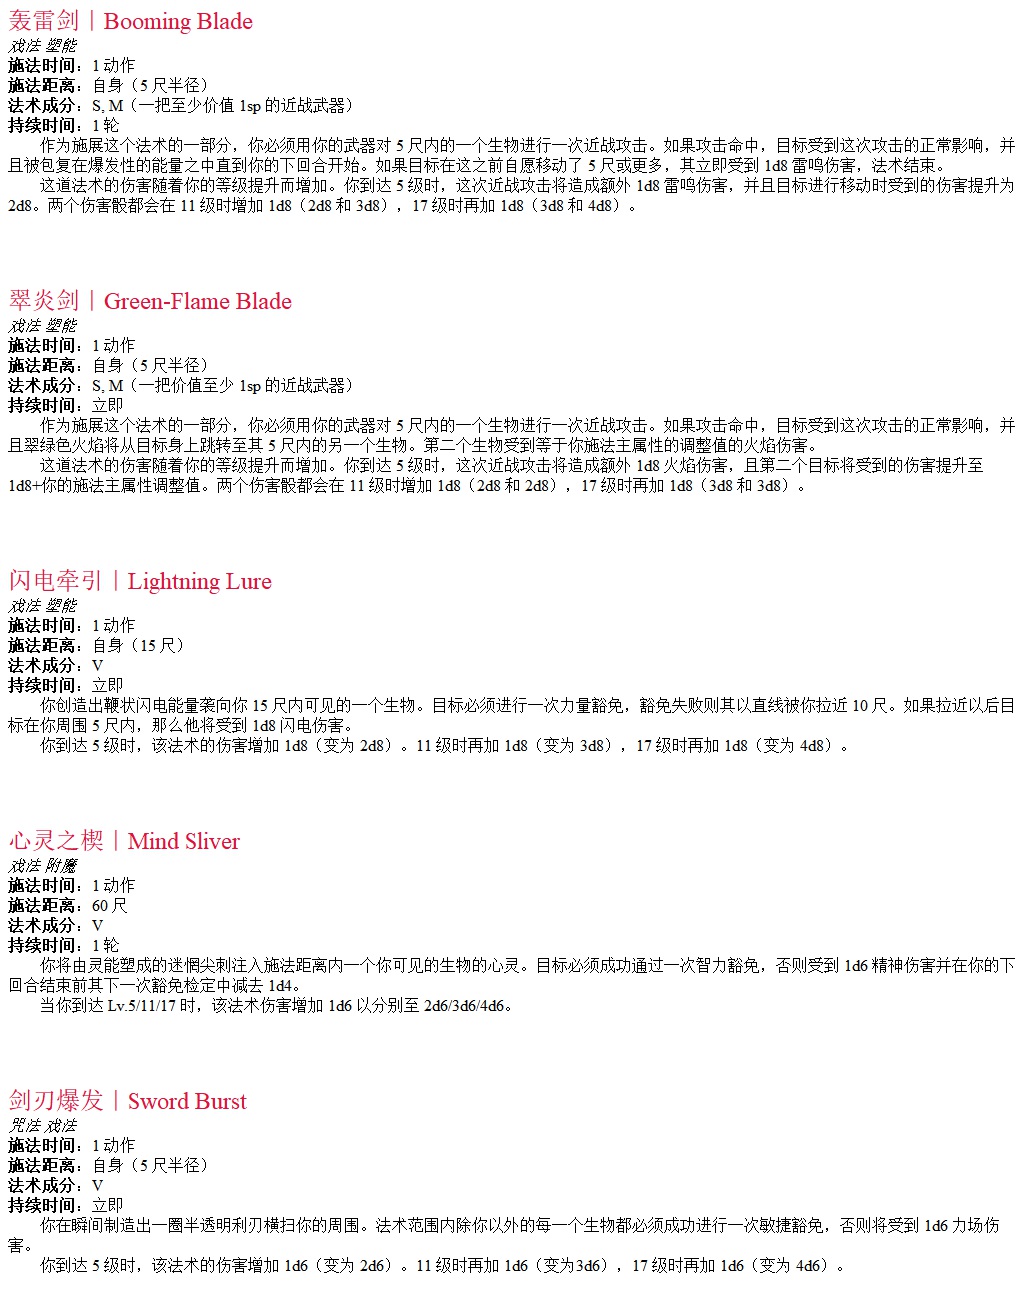 轰雷剑｜Booming Blade
戏法 塑能
施法时间：1 动作
施法距离：自身（5 尺半径）
法术成分：S, M（一把至少价值 1sp 的近战武器）
持续时间：1 轮
作为施展这个法术的一部分，你必须用你的武器对 5 尺内的一个生物进行一次近战攻击。如果攻击命中，目标受到这次攻击的正常影响，并
且被包复在爆发性的能量之中直到你的下回合开始。如果目标在这之前自愿移动了 5 尺或更多，其立即受到 1d8 雷鸣伤害，法术结束。
这道法术的伤害随着你的等级提升而增加。你到达 5 级时，这次近战攻击将造成额外 1d8 雷鸣伤害，并且目标进行移动时受到的伤害提升为
2d8。两个伤害骰都会在 11 级时增加 1d8（2d8 和 3d8），17 级时再加 1d8（3d8 和 4d8）。
翠炎剑｜Green-Flame Blade
戏法 塑能
施法时间：1 动作
施法距离：自身（5 尺半径）
法术成分：S, M（一把价值至少 1sp 的近战武器）
持续时间：立即
作为施展这个法术的一部分，你必须用你的武器对 5 尺内的一个生物进行一次近战攻击。如果攻击命中，目标受到这次攻击的正常影响，并
且翠绿色火焰将从目标身上跳转至其 5 尺内的另一个生物。第二个生物受到等于你施法主属性的调整值的火焰伤害。
这道法术的伤害随着你的等级提升而增加。你到达 5 级时，这次近战攻击将造成额外 1d8 火焰伤害，且第二个目标将受到的伤害提升至
1d8+你的施法主属性调整值。两个伤害骰都会在 11 级时增加 1d8（2d8 和 2d8），17 级时再加 1d8（3d8 和 3d8）。
闪电牵引｜Lightning Lure
戏法 塑能
施法时间：1 动作
施法距离：自身（15 尺）
法术成分：V
持续时间：立即
你创造出鞭状闪电能量袭向你 15 尺内可见的一个生物。目标必须进行一次力量豁免，豁免失败则其以直线被你拉近 10 尺。如果拉近以后目
标在你周围 5 尺内，那么他将受到 1d8 闪电伤害。
你到达 5 级时，该法术的伤害增加 1d8（变为 2d8）。11 级时再加 1d8（变为 3d8），17 级时再加 1d8（变为 4d8）。
心灵之楔｜Mind Sliver
戏法 附魔
施法时间：1 动作
施法距离：60 尺
法术成分：V
持续时间：1 轮
你将由灵能塑成的迷惘尖刺注入施法距离内一个你可见的生物的心灵。目标必须成功通过一次智力豁免，否则受到 1d6 精神伤害并在你的下
回合结束前其下一次豁免检定中减去 1d4。
当你到达 Lv.5/11/17 时，该法术伤害增加 1d6 以分别至 2d6/3d6/4d6。
剑刃爆发｜Sword Burst
咒法 戏法
施法时间：1 动作
施法距离：自身（5 尺半径）
法术成分：V
持续时间：立即
你在瞬间制造出一圈半透明利刃横扫你的周围。法术范围内除你以外的每一个生物都必须成功进行一次敏捷豁免，否则将受到 1d6 力场伤
害。
你到达 5 级时，该法术的伤害增加 1d6（变为 2d6）。11 级时再加 1d6（变为3d6），17 级时再加 1d6（变为 4d6）。